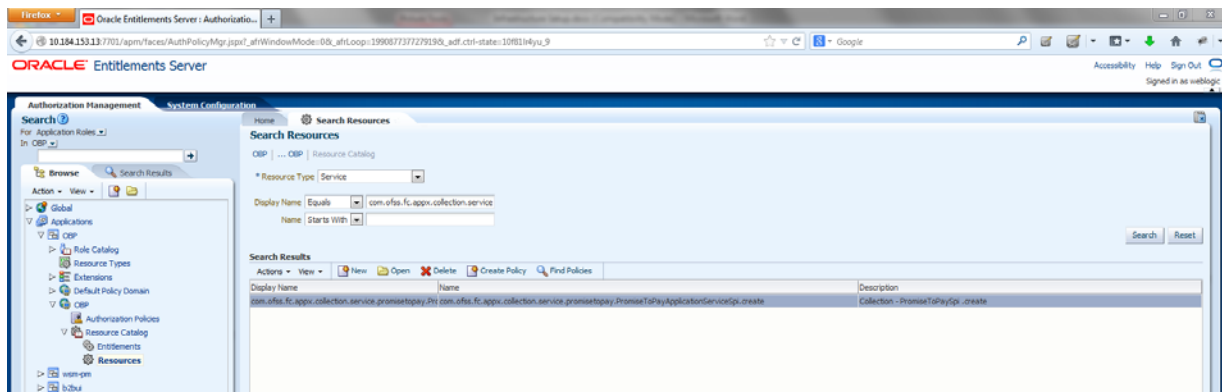 Firefox
Oracle Entitlements Server : Authorizatio...
10.184.153.13:7701/apm/faces/AuthPolicyMgr.jspx?_afrWindowMode=0&_afrLoop=19908773772791​9&_adf.ctrl-state=10f81lr4yu_9
Google
ORACLE Entitlements Server
Accessibility Help Sign Out
Signed in as weblogic
Authorization Management System Configuration
Search
For Application Roles
In OBP
Browse Search Results
Action View
Global
Applications
OBP
Role Catalog
Resource Types
Extensions
Default Policy Domain
OBP
Authorization Policies
Resource Catalog
Entitlements
Resources
wsm-pm
b2bui
Home Search Resources
Search Resources
OBP | ... OBP | Resource Catalog
* Resource Type Service
Display Name Equals com.ofss.fc.appx.collection.service
Name Starts With
Search Reset
Search Results
Actions View New Open Delete Create Policy Find Policies
Display Name Name Description
com.ofss.fc.appx.collection.service.promisetopay.Pri com.ofss.fc.appx.collection.service.promisetopay.PromiseToPayApplicationServiceSpi.create Collection - PromiseToPaySpi .create